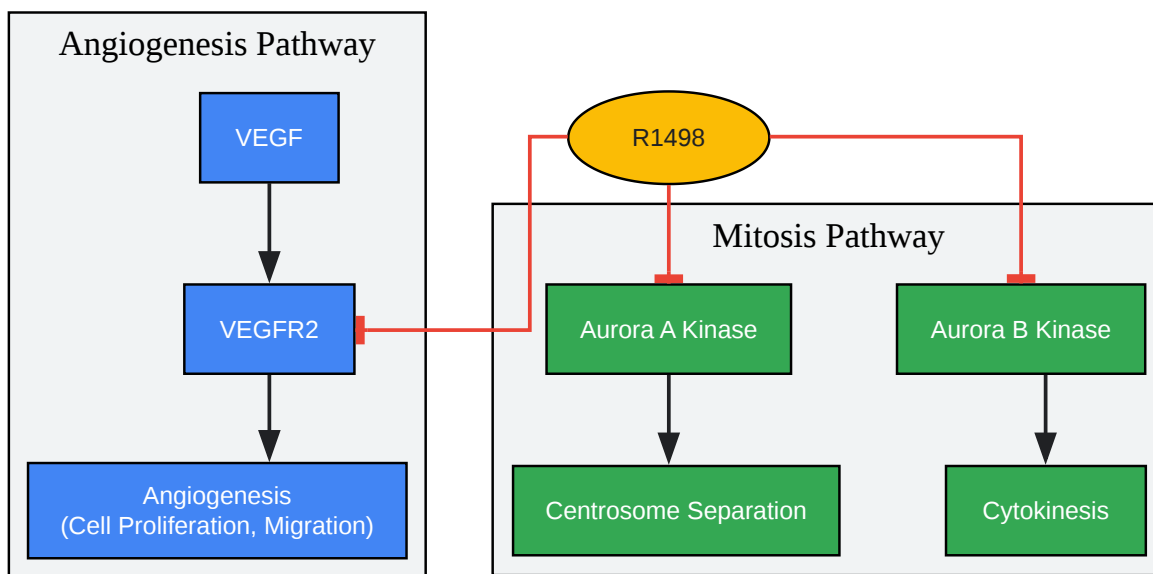 Angiogenesis Pathway
VEGF
VEGFR2
Angiogenesis
(Cell Proliferation, Migration)
R1498
Mitosis Pathway
Aurora A Kinase
Aurora B Kinase
Centrosome Separation
Cytokinesis